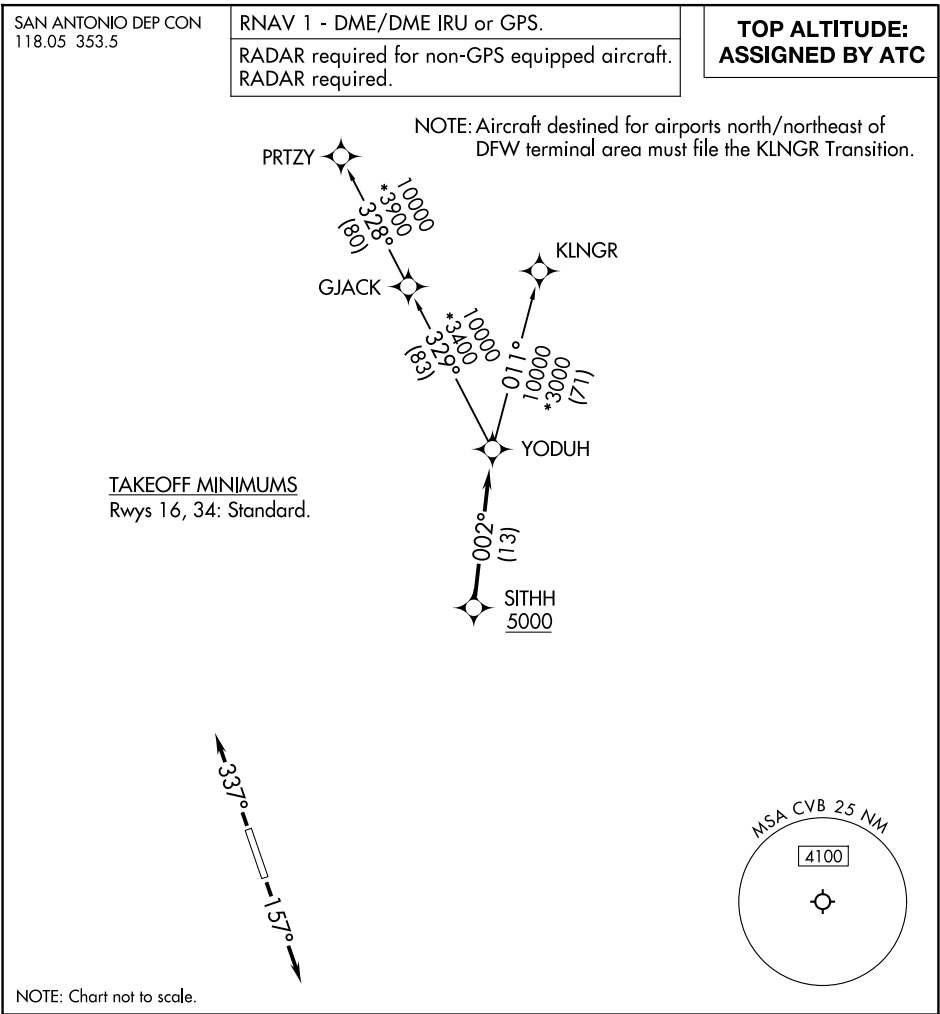 SAN ANTONIO DEP CON
118.05 353.5
RNAV 1 - DME/DME IRU or GPS.
RADAR required for non-GPS equipped aircraft.
RADAR required.
TOP ALTITUDE:
ASSIGNED BY ATC
NOTE: Aircraft destined for airports north/northeast of
DFW terminal area must file the KLNGR Transition.
PRTZY
10000
*3900
328°
(80)
KLNGR
GJACK
10000
*3400
329°
(83)
011°
10000
*3000
(71)
YODUH
TAKEOFF MINIMUMS
Rwys 16, 34: Standard.
002°
(13)
SITHH
5000
337°
157°
MSA CVB 25 NM
4100
NOTE: Chart not to scale.